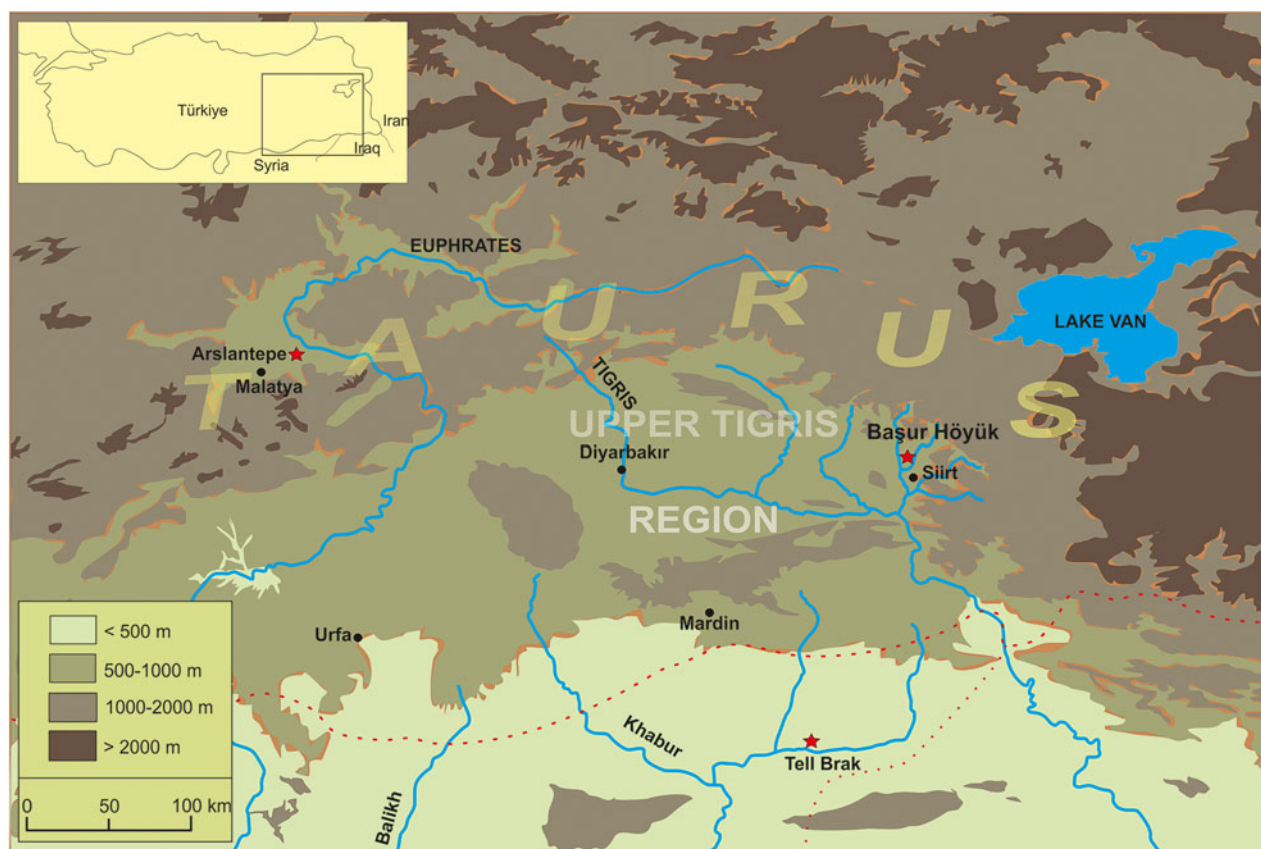 Türkiye
Iran
Iraq
Syria
EUPHRATES
TAURUS
LAKE VAN
Arslantepe
Malatya
TIGRIS
UPPER TIGRIS
REGION
Başur Höyük
Diyarbakır
Siirt
Urfa
Mardin
Khabur
Tell Brak
Balikh
< 500 m
500-1000 m
1000-2000 m
> 2000 m
0 50 100 km